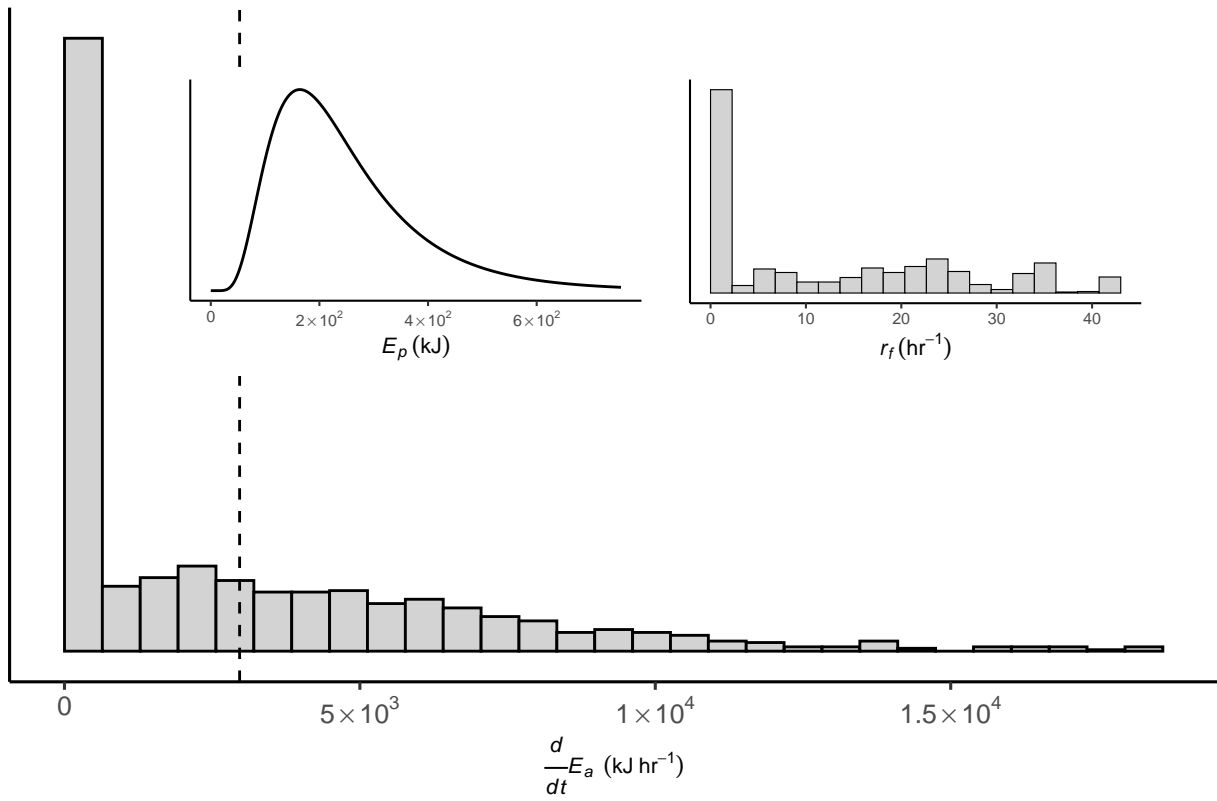 0 2×10² 4×10² 6×10²
E_p (kJ)
0 10 20 30 40
r_f (hr⁻¹)
0 5×10³ 1×10⁴ 1.5×10⁴
d/dt E_a (kJ hr⁻¹)